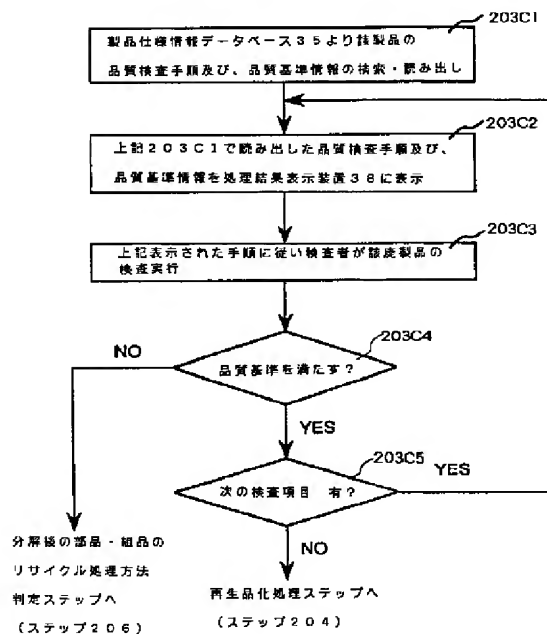 203C1
製品仕様情報データベース35より該製品の
品質検査手順及び、品質基準情報の検索・読み出し
203C2
上記203C1で読み出した品質検査手順及び、
品質基準情報を処理結果表示装置38に表示
203C3
上記表示された手順に従い検査者が該廃製品の
検査実行
203C4
NO
品質基準を満たす?
YES
203C5
YES
次の検査項目 有?
NO
分解後の部品・組品の
リサイクル処理方法
判定ステップへ
(ステップ206)
再生品化処理ステップへ
(ステップ204)